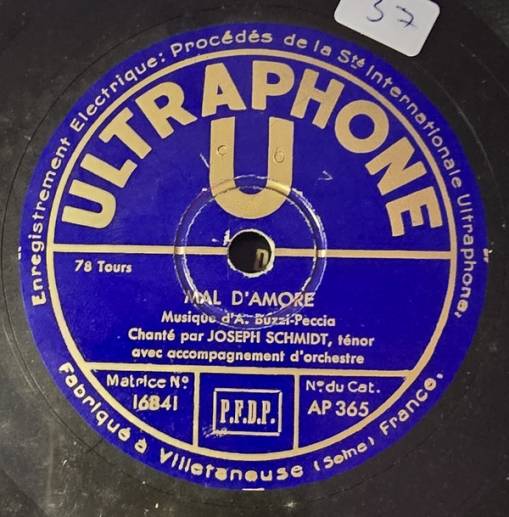 37
Enregistrement Electrique: Procédés de la Sté Internationale Ultraphone,
ULTRAPHONE
U
78 Tours
MAL D'AMORE
Musique d'A. Buzzi-Peccia
Chanté par JOSEPH SCHMIDT, ténor
avec accompagnement d'orchestre
Matrice Nº
16841
P.F.D.P.
Nº du Cat.
AP 365
Fabriqué à Villetaneuse (Seine) France,